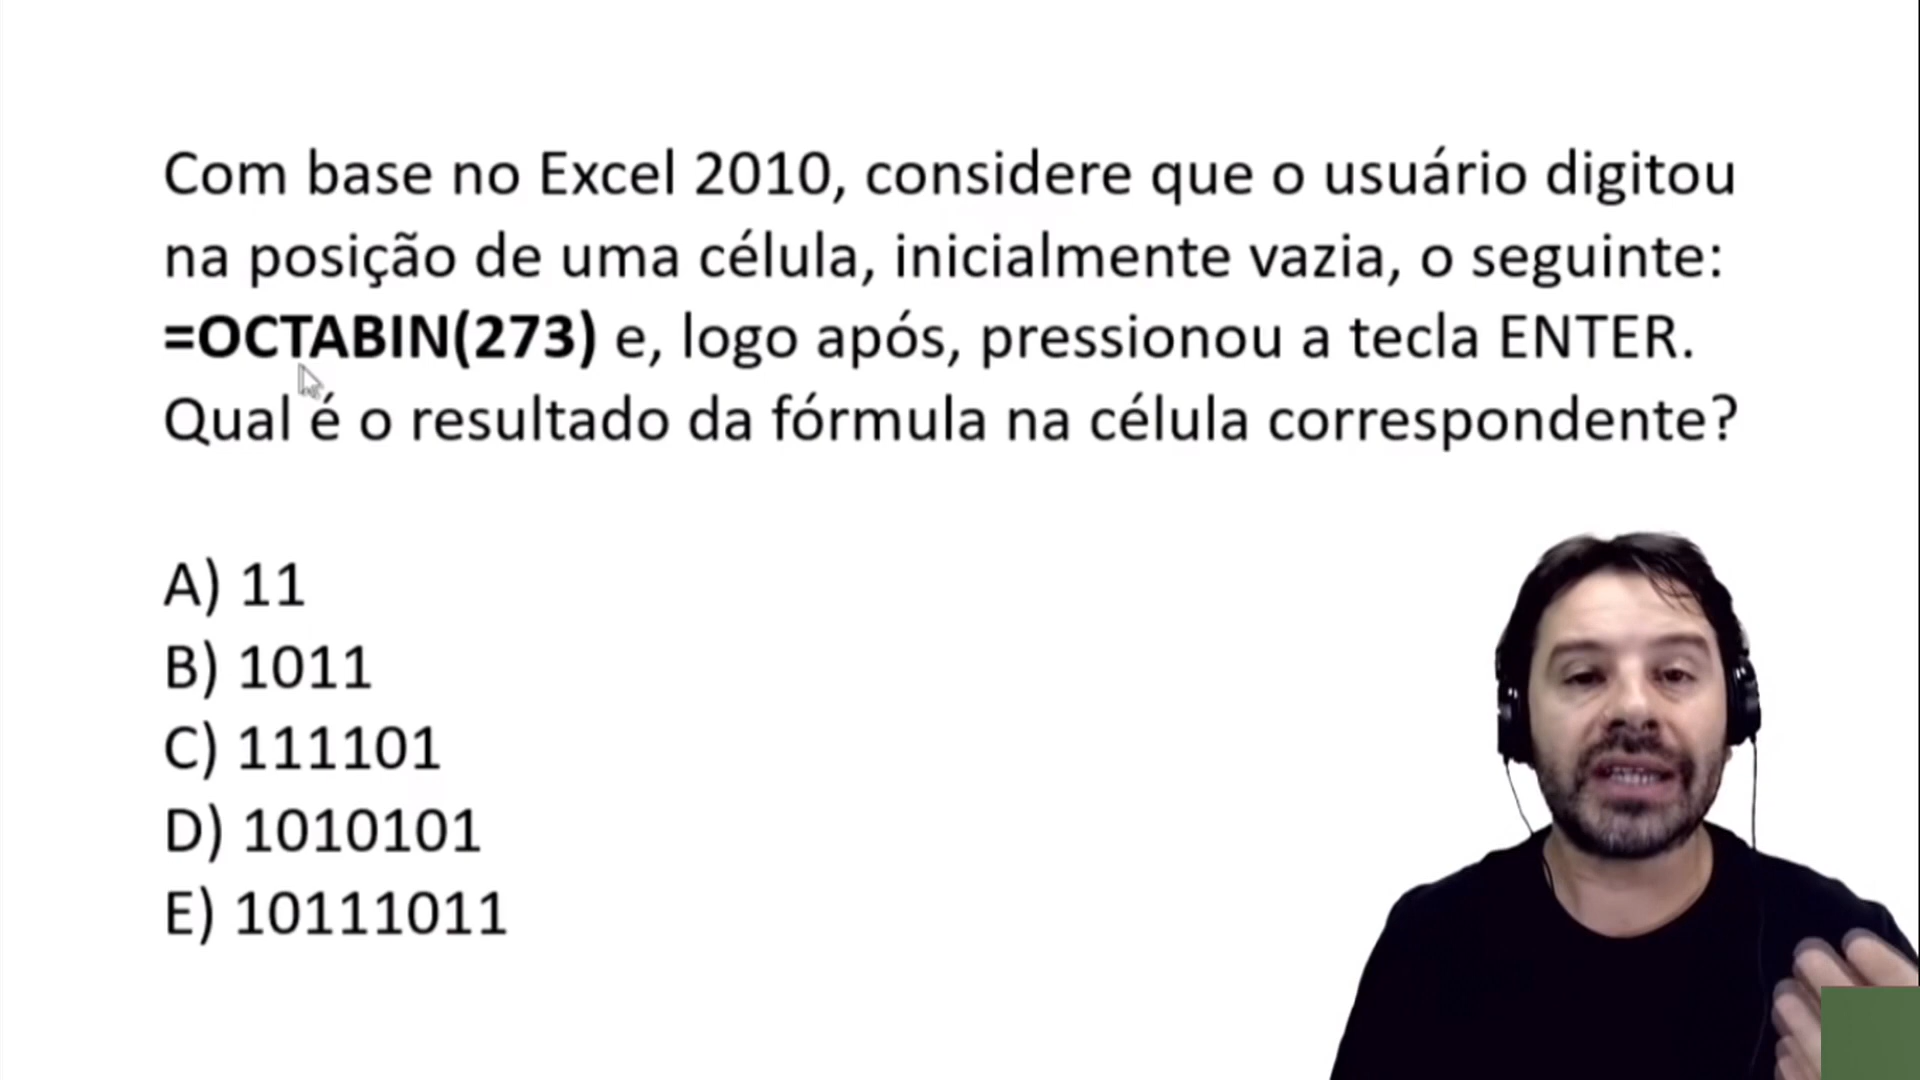 Com base no Excel 2010, considere que o usuário digitou
na posição de uma célula, inicialmente vazia, o seguinte:
=OCTABIN(273) e, logo após, pressionou a tecla ENTER.
Qual é o resultado da fórmula na célula correspondente?
A) 11
B) 1011
C) 111101
D) 1010101
E) 10111011